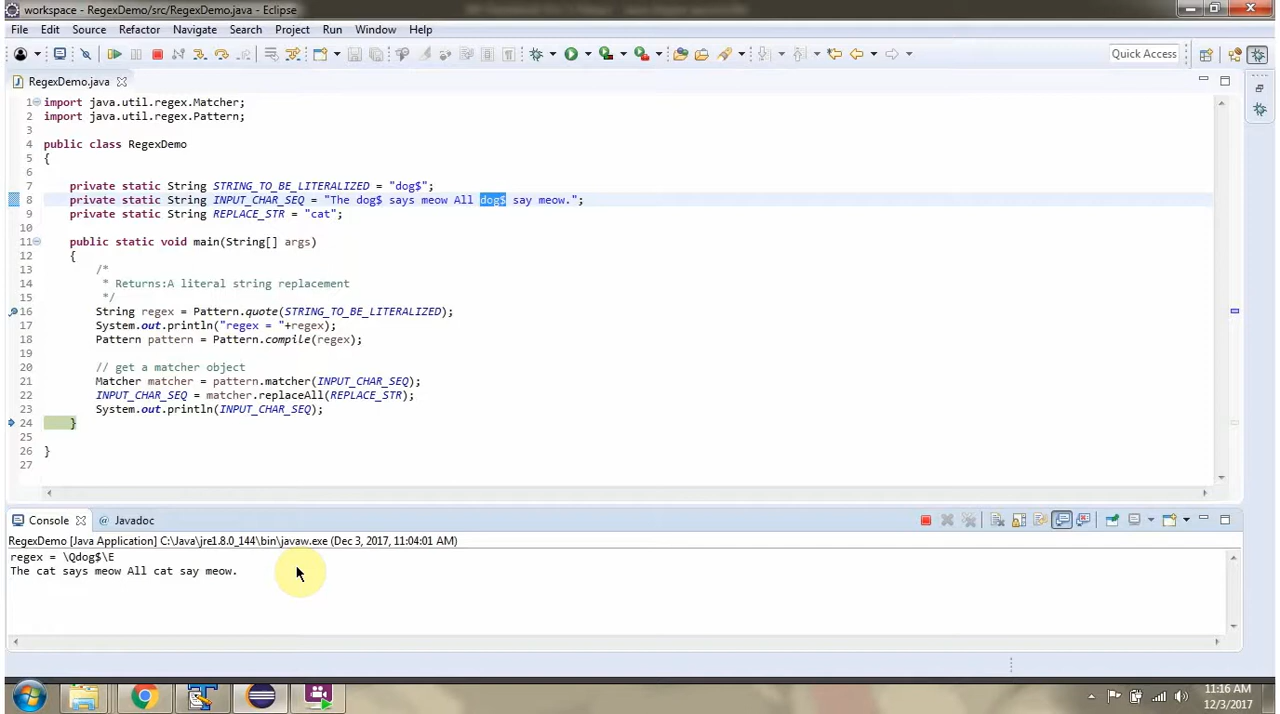 workspace - RegexDemo/src/RegexDemo.java - Eclipse
File Edit Source Refactor Navigate Search Project Run Window Help
Quick Access
RegexDemo.java
1 import java.util.regex.Matcher;
2 import java.util.regex.Pattern;
3
4 public class RegexDemo
5 {
6
7 private static String STRING_TO_BE_LITERALIZED = "dog$";
8 private static String INPUT_CHAR_SEQ = "The dog$ says meow All dog$ say meow.";
9 private static String REPLACE_STR = "cat";
10
11 public static void main(String[] args)
12 {
13 /*
14 * Returns:A literal string replacement
15 */
16 String regex = Pattern.quote(STRING_TO_BE_LITERALIZED);
17 System.out.println("regex = "+regex);
18 Pattern pattern = Pattern.compile(regex);
19
20 // get a matcher object
21 Matcher matcher = pattern.matcher(INPUT_CHAR_SEQ);
22 INPUT_CHAR_SEQ = matcher.replaceAll(REPLACE_STR);
23 System.out.println(INPUT_CHAR_SEQ);
24 }
25
26 }
27
Console @ Javadoc
RegexDemo [Java Application] C:\Java\jre1.8.0_144\bin\javaw.exe (Dec 3, 2017, 11:04:01 AM)
regex = \Qdog$\E
The cat says meow All cat say meow.
11:16 AM
12/3/2017